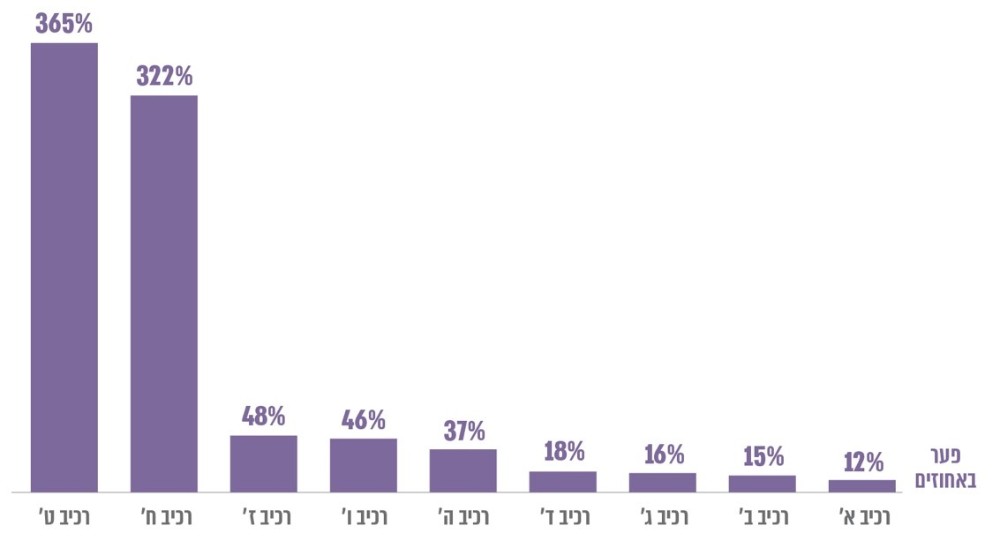 365%
322%
48%
46%
37%
18%
16%
15%
12%
פער
באחוזים
רכיב א'
רכיב ב'
רכיב ג'
רכיב ד'
רכיב ה'
רכיב ו'
רכיב ז'
רכיב ח'
רכיב ט'